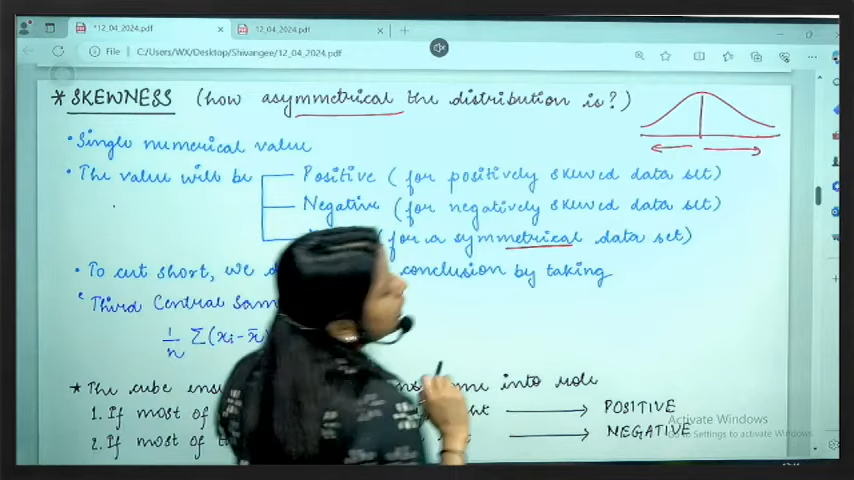 *12_04_2024.pdf
12_04_2024.pdf
File C:/Users/WX/Desktop/Shivangee/12_04_2024.pdf
* SKEWNESS (how asymmetrical the distribution is?)
• Single numerical value
• The value will be
Positive (for positively skewed data set)
Negative (for negatively skewed data set)
(for a symmetrical data set)
• To cut short, we conclusion by taking
Third Central
1/n Σ(xi-x̄)
* The cube into role
1. If most of → POSITIVE
2. If most of → NEGATIVE
Activate Windows
Go to Settings to activate Windows.